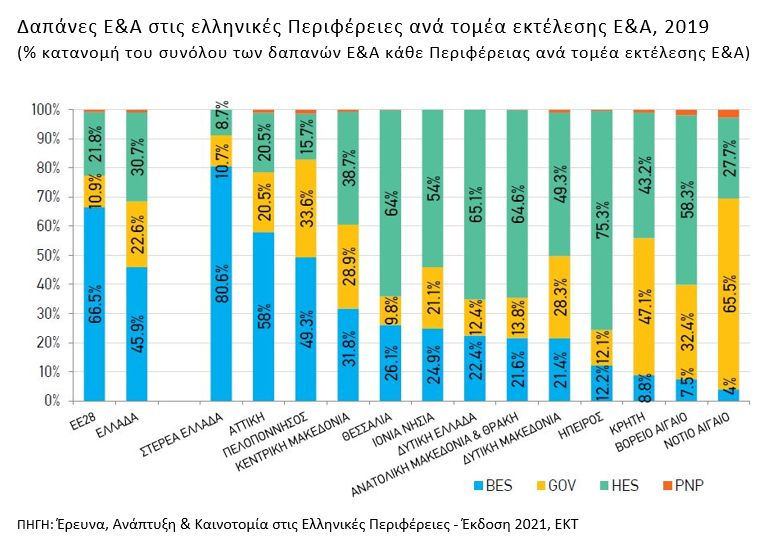 Δαπάνες Ε&Α στις ελληνικές Περιφέρειες ανά τομέα εκτέλεσης Ε&Α, 2019
(% κατανομή του συνόλου των δαπανών Ε&Α κάθε Περιφέρειας ανά τομέα εκτέλεσης Ε&Α)
100%
90%
80%
70%
60%
50%
40%
30%
20%
10%
0%
21.8%
10.9%
66.5%
30.7%
22.6%
45.9%
8.7%
10.7%
80.6%
20.5%
20.5%
58%
15.7%
33.6%
49.3%
38.7%
28.9%
31.8%
64%
9.8%
26.1%
54%
21.1%
24.9%
65.1%
12.4%
22.4%
64.6%
13.8%
21.6%
49.3%
28.3%
21.4%
75.3%
12.1%
12.2%
43.2%
47.1%
8.8%
58.3%
32.4%
7.5%
27.7%
65.5%
4%
ΕΕ28
ΕΛΛΑΔΑ
ΣΤΕΡΕΑ ΕΛΛΑΔΑ
ΑΤΤΙΚΗ
ΠΕΛΟΠΟΝΝΗΣΟΣ
ΚΕΝΤΡΙΚΗ ΜΑΚΕΔΟΝΙΑ
ΘΕΣΣΑΛΙΑ
ΙΟΝΙΑ ΝΗΣΙΑ
ΔΥΤΙΚΗ ΕΛΛΑΔΑ
ΑΝΑΤΟΛΙΚΗ ΜΑΚΕΔΟΝΙΑ & ΘΡΑΚΗ
ΔΥΤΙΚΗ ΜΑΚΕΔΟΝΙΑ
ΗΠΕΙΡΟΣ
ΚΡΗΤΗ
ΒΟΡΕΙΟ ΑΙΓΑΙΟ
ΝΟΤΙΟ ΑΙΓΑΙΟ
BES GOV HES PNP
ΠΗΓΗ: Έρευνα, Ανάπτυξη & Καινοτομία στις Ελληνικές Περιφέρειες - Έκδοση 2021, ΕΚΤ